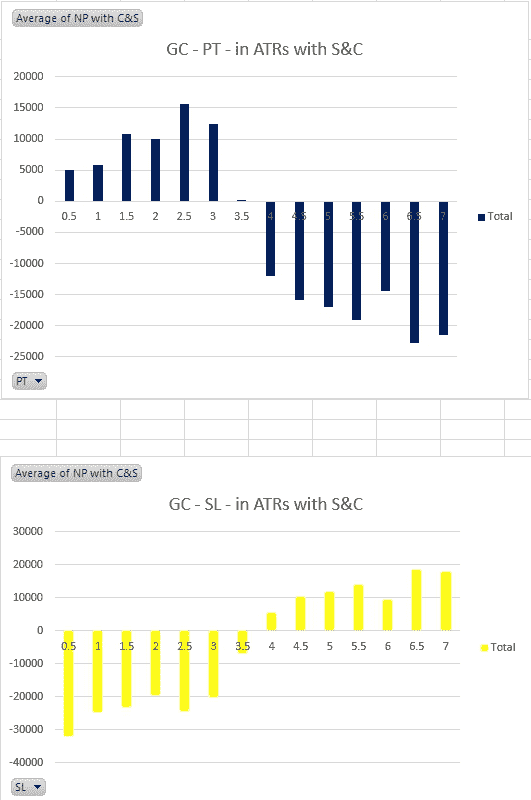 Average of NP with C&S
GC - PT - in ATRs with S&C
20000
15000
10000
5000
0
-5000
-10000
-15000
-20000
-25000
0.5 1 1.5 2 2.5 3 3.5 4 4.5 5 5.5 6 6.5 7
Total
PT
Average of NP with C&S
GC - SL - in ATRs with S&C
30000
20000
10000
0
-10000
-20000
-30000
-40000
0.5 1 1.5 2 2.5 3 3.5 4 4.5 5 5.5 6 6.5 7
Total
SL